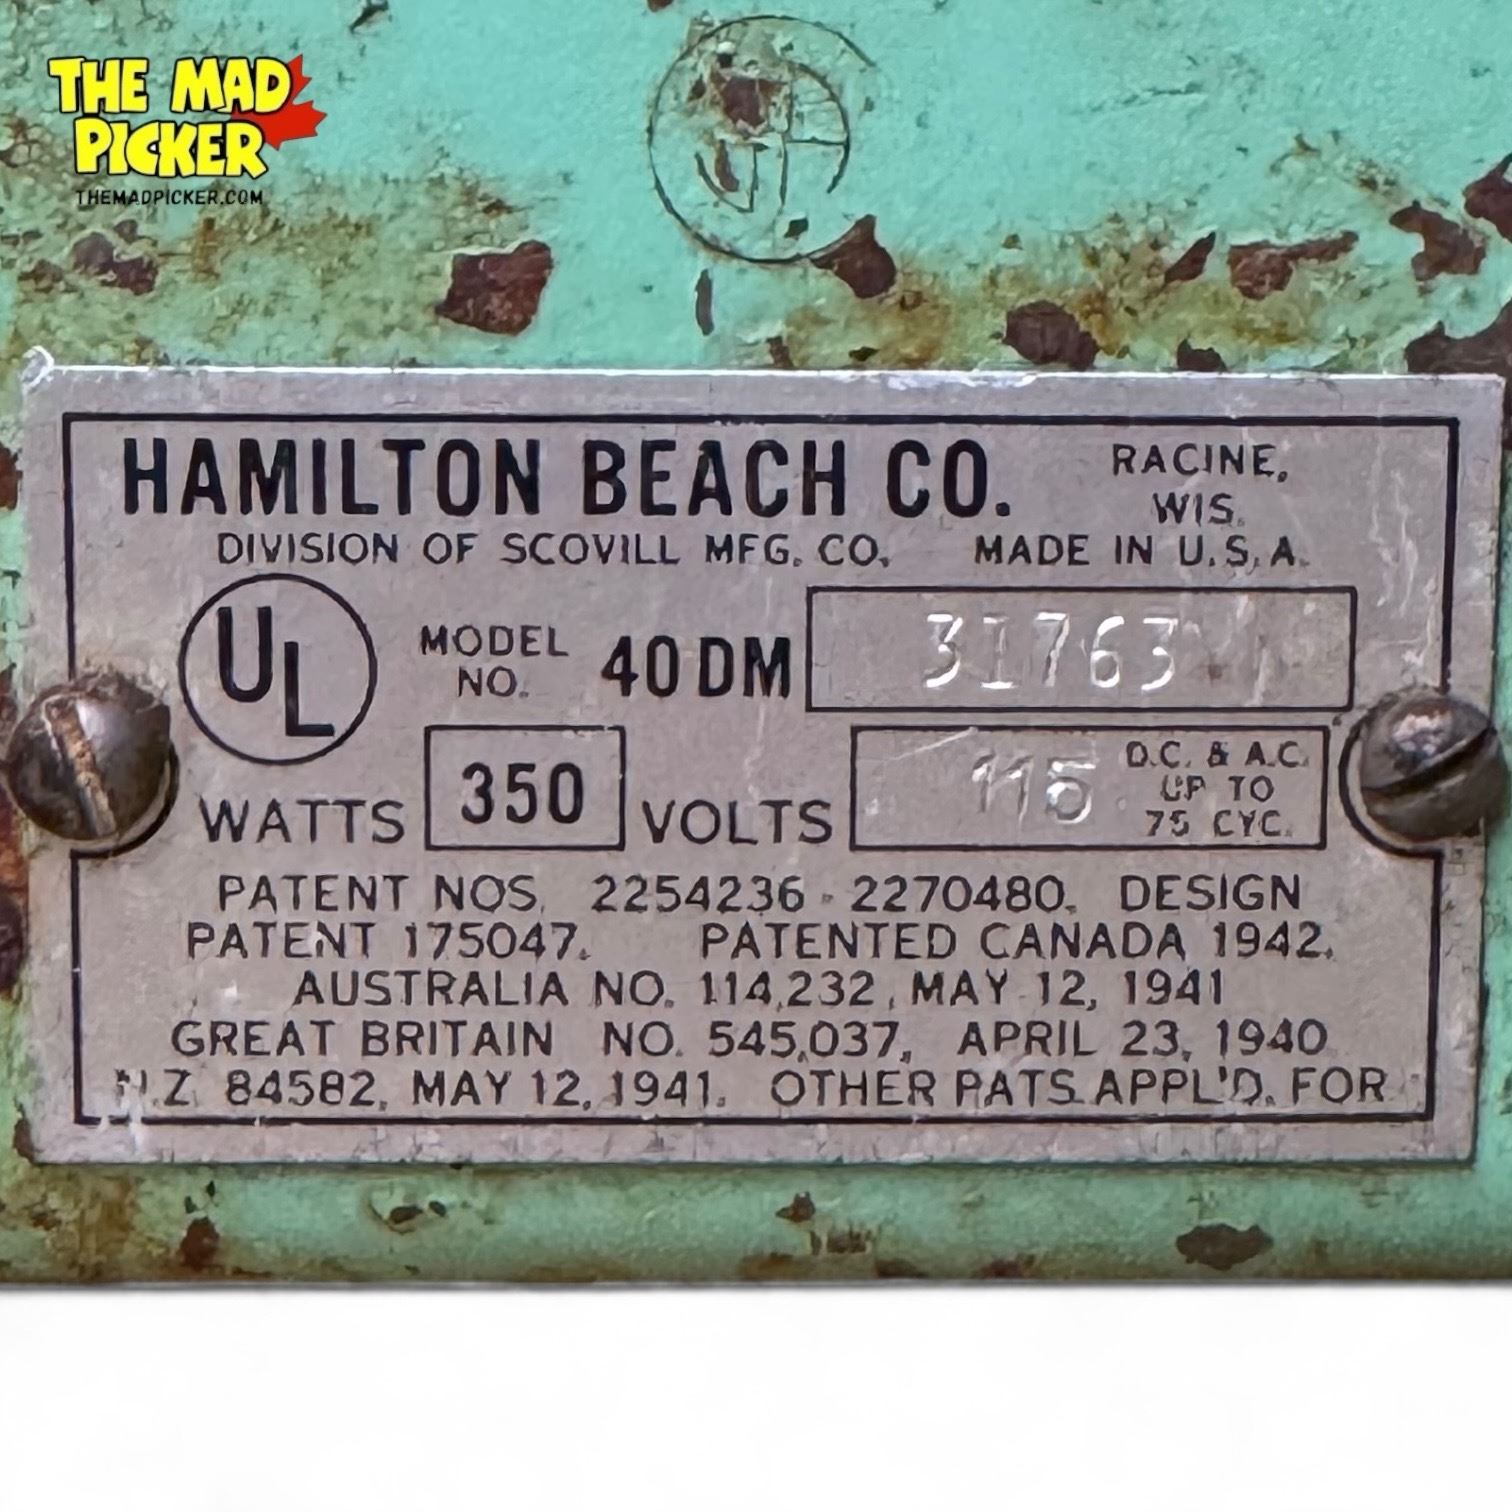 THE MAD
PICKER
THEMADPICKER.COM
HAMILTON BEACH CO.
RACINE,
WIS.
DIVISION OF SCOVILL MFG. CO. MADE IN U.S.A.
UL
MODEL
NO. 40DM 31763
WATTS 350 VOLTS 115
D.C. & A.C.
UP TO
75 CYC.
PATENT NOS. 2254236 - 2270480. DESIGN
PATENT 175047. PATENTED CANADA 1942.
AUSTRALIA NO. 114,232, MAY 12, 1941
GREAT BRITAIN NO. 545,037, APRIL 23, 1940
N.Z. 84582, MAY 12, 1941. OTHER PATS. APPL'D. FOR